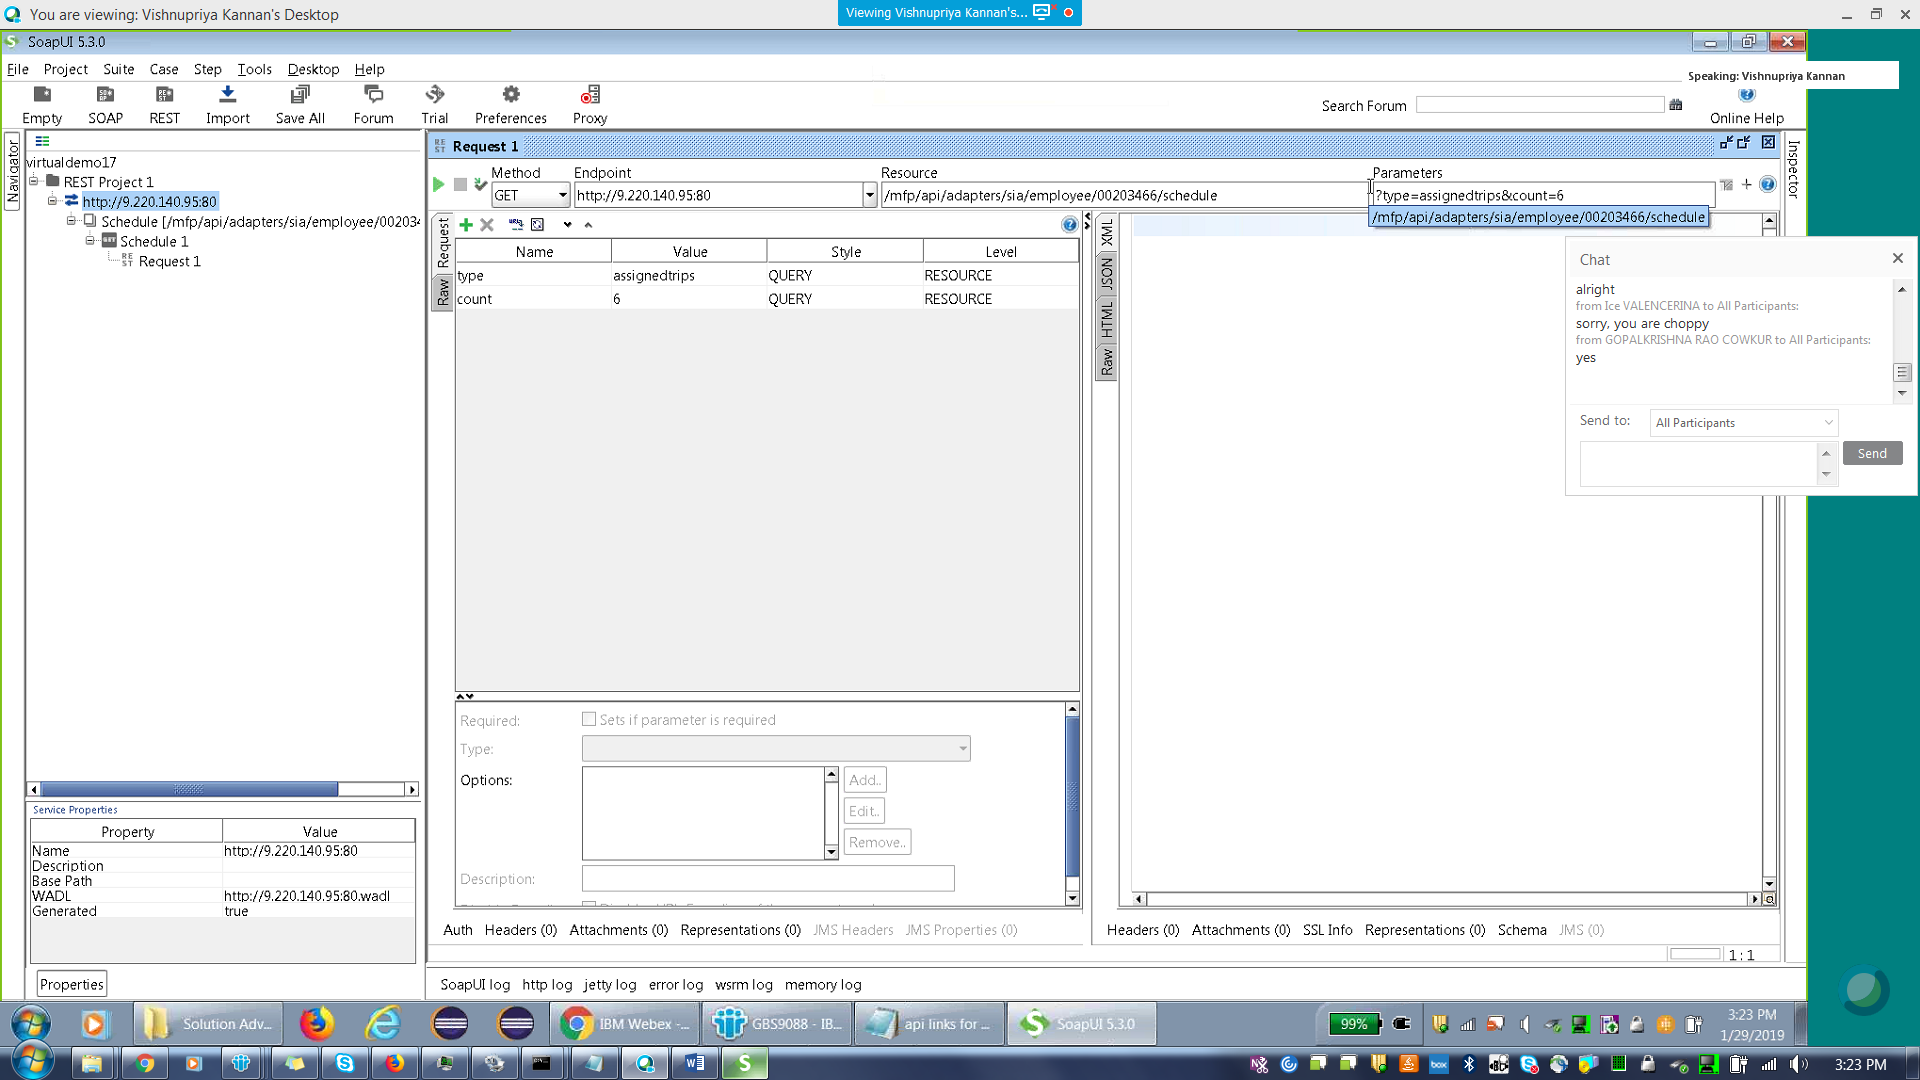 You are viewing: Vishnupriya Kannan's Desktop
Viewing Vishnupriya Kannan's...
SoapUI 5.3.0
Speaking: Vishnupriya Kannan
File Project Suite Case Step Tools Desktop Help
Empty SOAP REST Import Save All Forum Trial Preferences Proxy
Search Forum
Online Help
Navigator
virtualdemo17
REST Project 1
http://9.220.140.95:80
Schedule [/mfp/api/adapters/sia/employee/00203
Schedule 1
Request 1
Request 1
Method Endpoint Resource Parameters
GET http://9.220.140.95:80 /mfp/api/adapters/sia/employee/00203466/schedule ?type=assignedtrips&count=6
/mfp/api/adapters/sia/employee/00203466/schedule
Inspector
Request
Raw
Name Value Style Level
type assignedtrips QUERY RESOURCE
count 6 QUERY RESOURCE
XML
JSON
HTML
Raw
Chat
alright
from Ice VALENCERINA to All Participants:
sorry, you are choppy
from GOPALKRISHNA RAO COWKUR to All Participants:
yes
Send to: All Participants
Send
Required: Sets if parameter is required
Type:
Options:
Add..
Edit..
Remove..
Description:
Service Properties
Property Value
Name http://9.220.140.95:80
Description
Base Path
WADL http://9.220.140.95:80.wadl
Generated true
Properties
Auth Headers (0) Attachments (0) Representations (0) JMS Headers JMS Properties (0)
Headers (0) Attachments (0) SSL Info Representations (0) Schema JMS (0)
1 : 1
SoapUI log http log jetty log error log wsrm log memory log
Solution Adv...
IBM Webex -...
GBS9088 - IB...
api links for ...
SoapUI 5.3.0
99%
3:23 PM
1/29/2019
3:23 PM